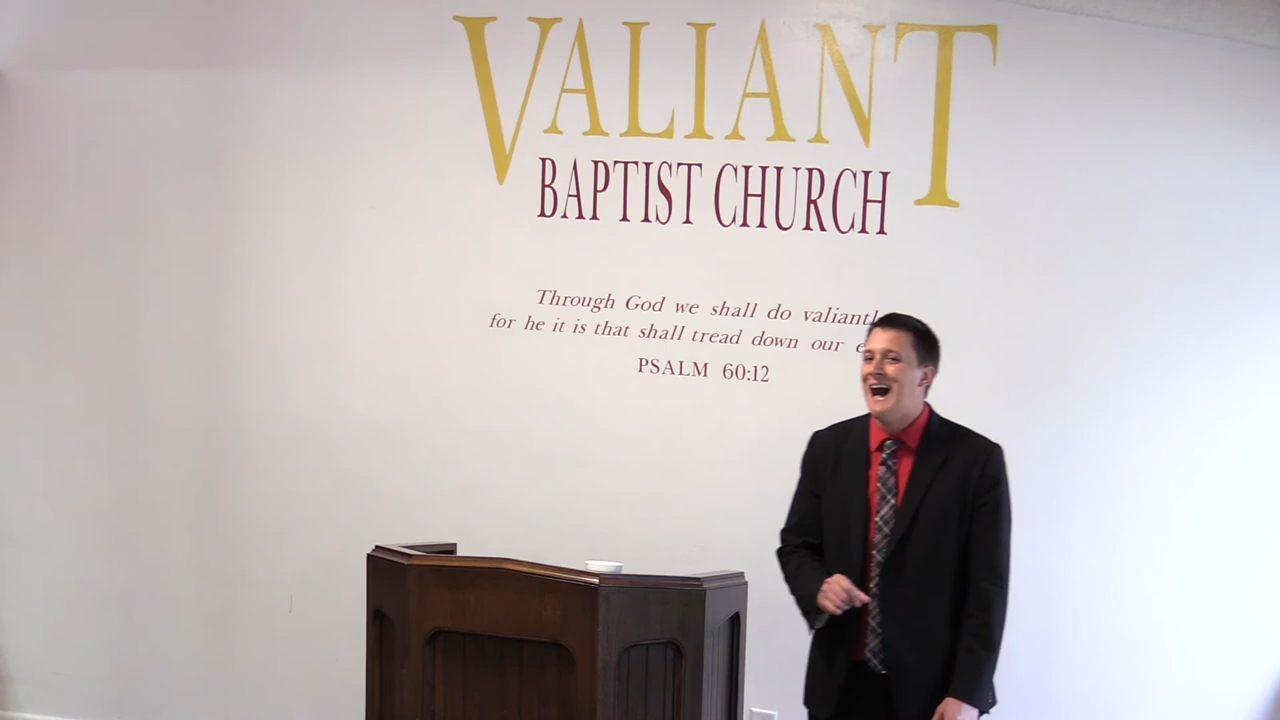 VALIANT
BAPTIST CHURCH
Through God we shall do valiantl
for he it is that shall tread down our e
PSALM 60:12